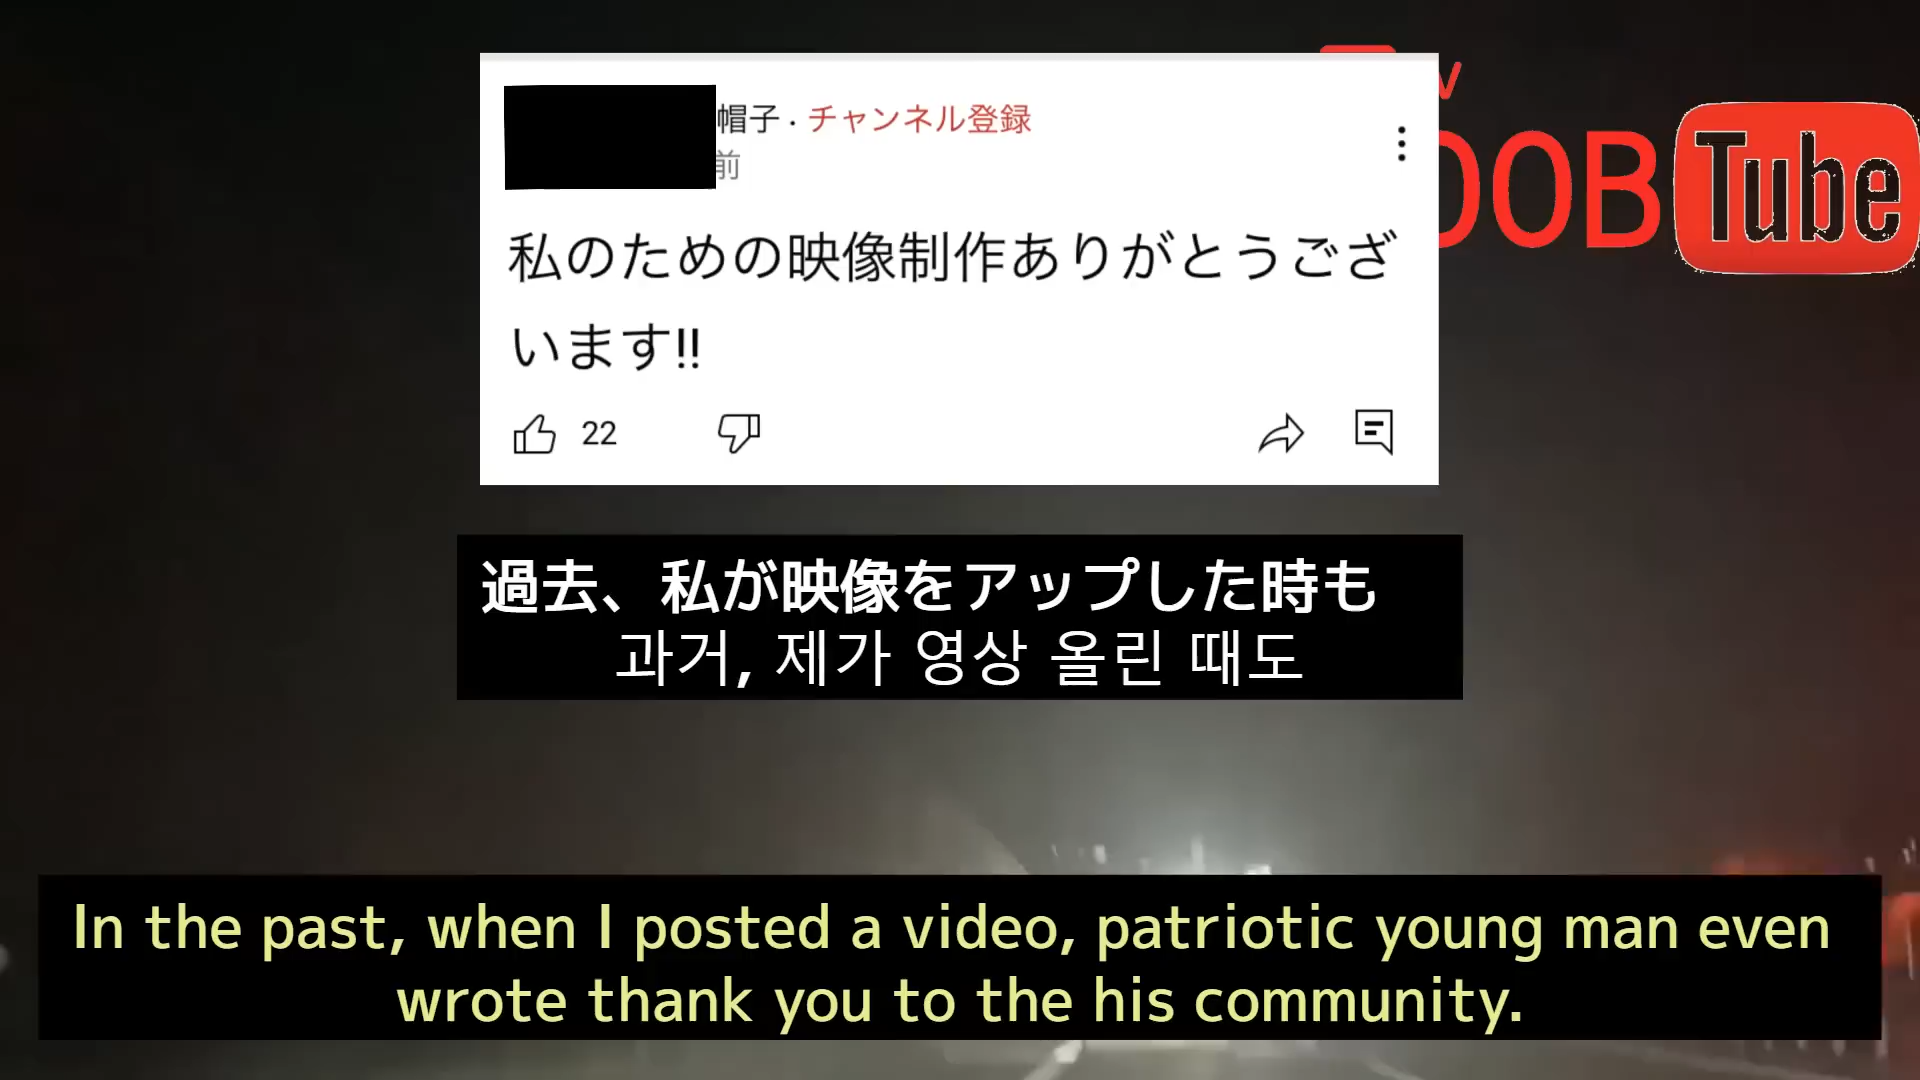 帽子 · チャンネル登録
前
私のための映像制作ありがとうござ
います!!
22
OOB
Tube
過去、私が映像をアップした時も
과거, 제가 영상 올린 때도
In the past, when I posted a video, patriotic young man even
wrote thank you to the his community.